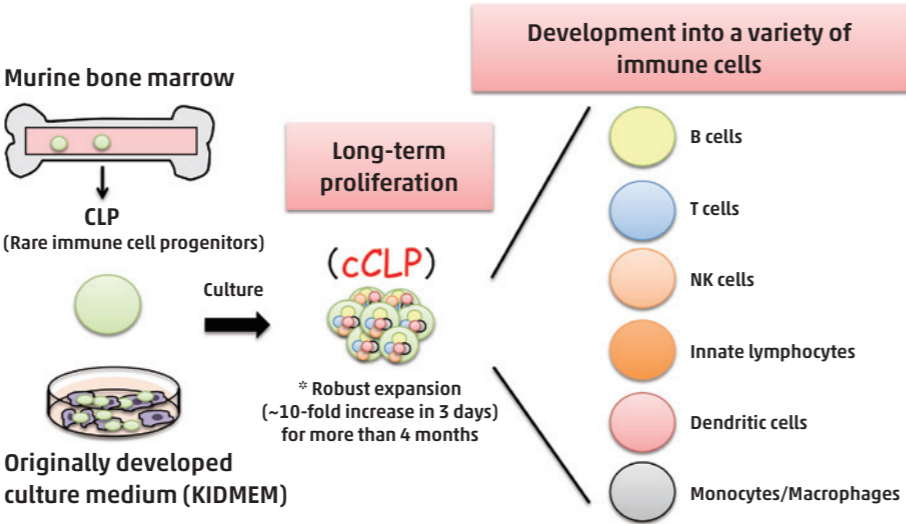 Murine bone marrow
CLP
(Rare immune cell progenitors)
Culture
Originally developed
culture medium (KIDMEM)
Long-term
proliferation
(cCLP)
* Robust expansion
(~10-fold increase in 3 days)
for more than 4 months
Development into a variety of
immune cells
B cells
T cells
NK cells
Innate lymphocytes
Dendritic cells
Monocytes/Macrophages